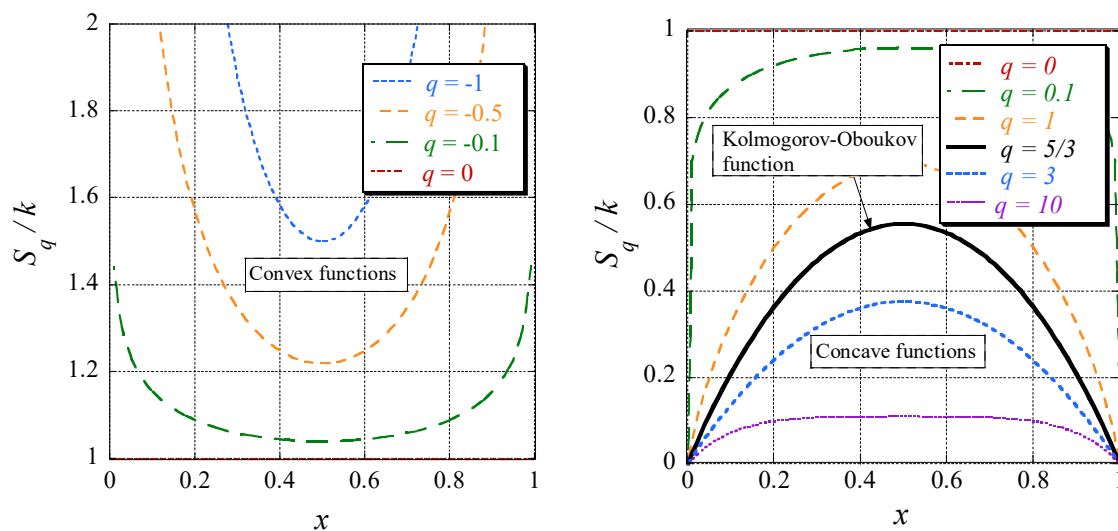 2
1.8
1.6
1.4
1.2
1
0 0.2 0.4 0.6 0.8 1
x
S_q / k
q = -1
q = -0.5
q = -0.1
q = 0
Convex functions
1
0.8
0.6
0.4
0.2
0
0 0.2 0.4 0.6 0.8 1
x
S_q / k
q = 0
q = 0.1
q = 1
q = 5/3
q = 3
q = 10
Kolmogorov-Oboukov
function
Concave functions